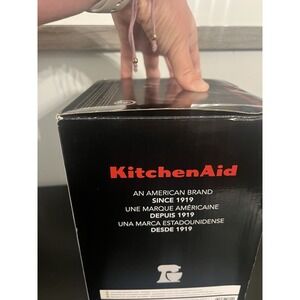 KitchenAid
AN AMERICAN BRAND
SINCE 1919
UNE MARQUE AMÉRICAINE
DEPUIS 1919
UNA MARCA ESTADOUNIDENSE
DESDE 1919